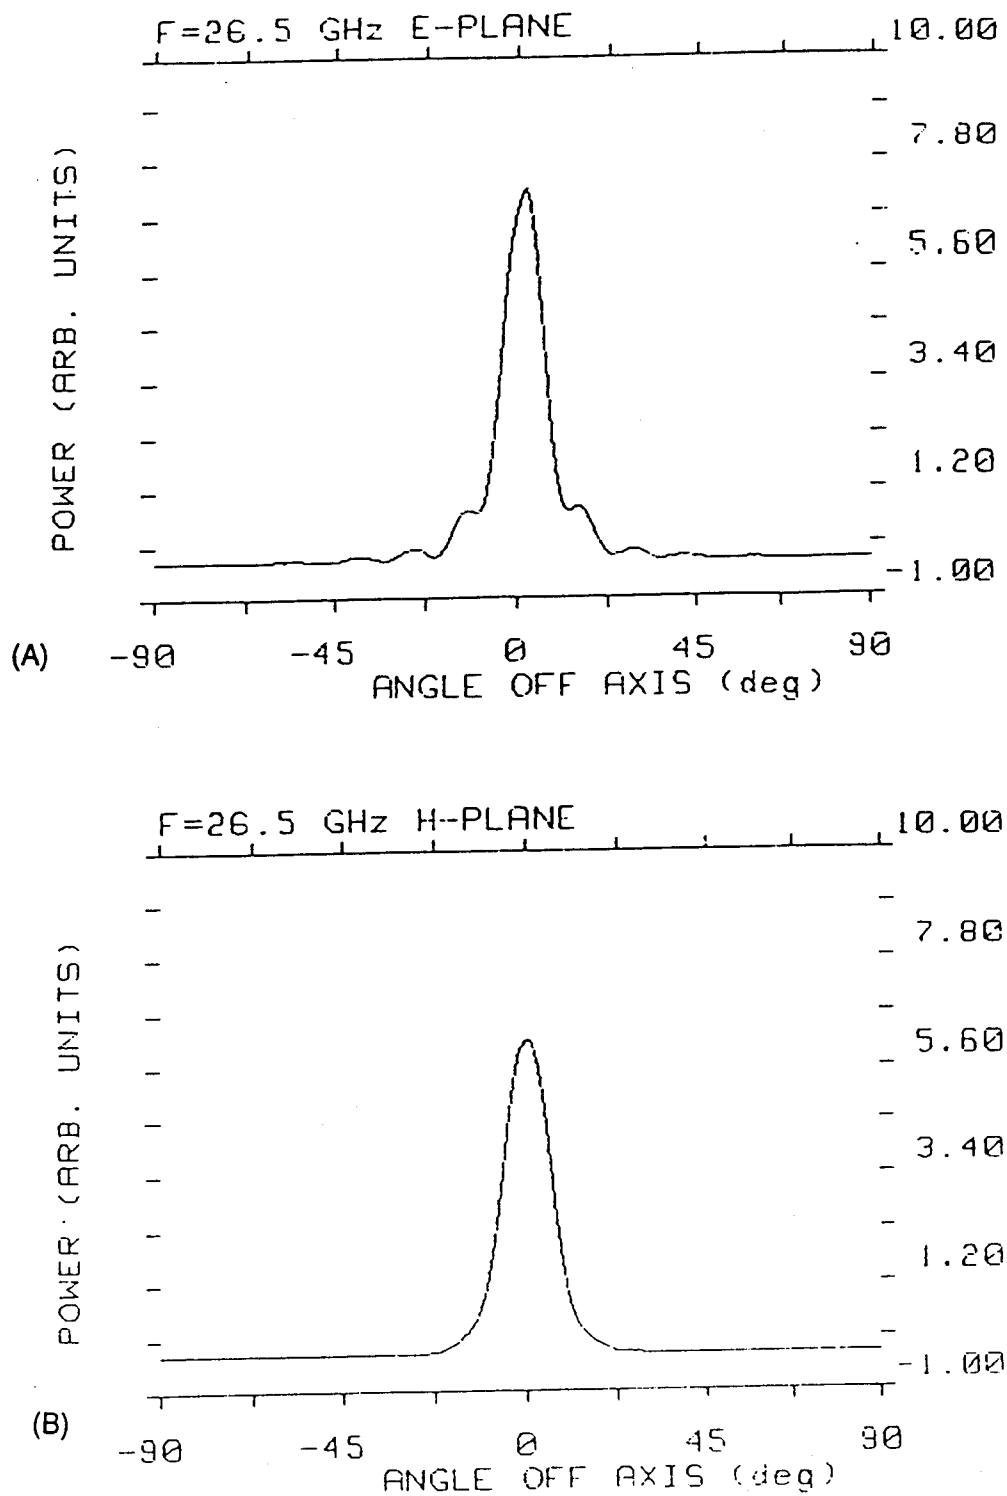 F=26.5 GHz E-PLANE
10.00
7.80
5.60
3.40
1.20
-1.00
POWER (ARB. UNITS)
(A)
-90 -45 0 45 90
ANGLE OFF AXIS (deg)
F=26.5 GHz H-PLANE
10.00
7.80
5.60
3.40
1.20
-1.00
POWER (ARB. UNITS)
(B)
-90 -45 0 45 90
ANGLE OFF AXIS (deg)